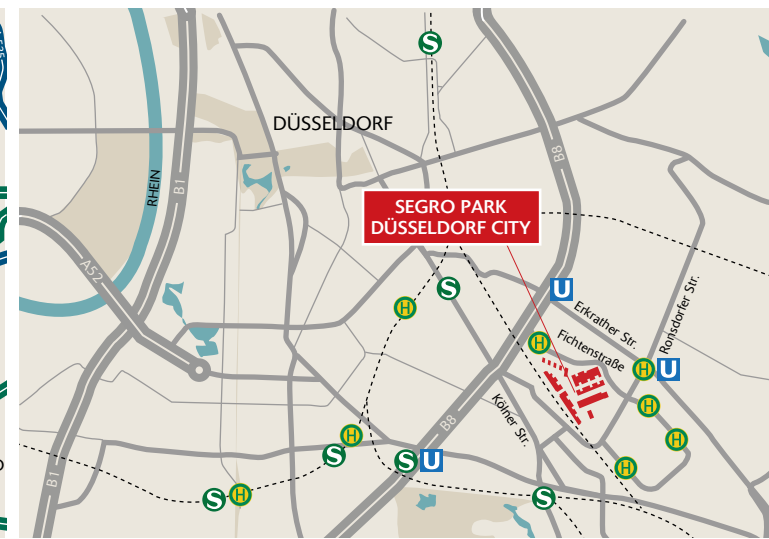 S
DÜSSELDORF
B1
B8
RHEIN
SEGRO PARK
DÜSSELDORF CITY
A52
S
U
H
Erkrather Str.
Ronsdorfer Str.
H
Fichtenstraße
H
U
Kölner Str.
H
B8
H
H
S
S
U
H
B1
S
H
S